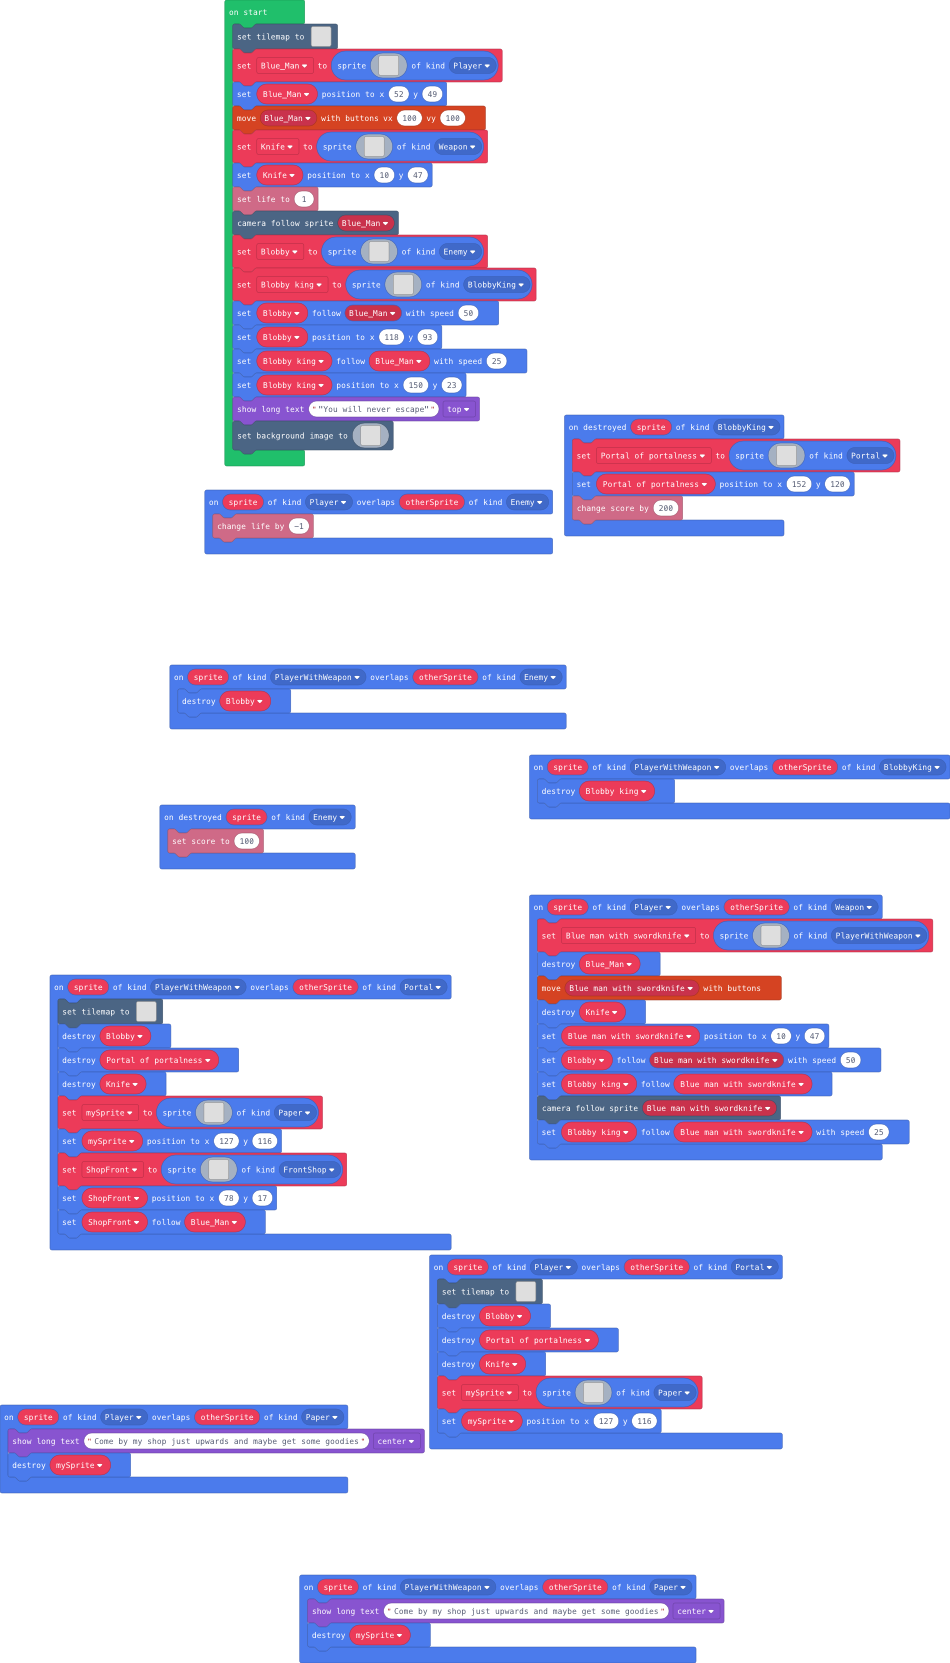 on start
set tilemap to
set Blue_Man to sprite of kind Player
set Blue_Man position to x 52 y 49
move Blue_Man with buttons vx 100 vy 100
set Knife to sprite of kind Weapon
set Knife position to x 10 y 47
set life to 1
camera follow sprite Blue_Man
set Blobby to sprite of kind Enemy
set Blobby king to sprite of kind BlobbyKing
set Blobby follow Blue_Man with speed 50
set Blobby position to x 118 y 93
set Blobby king follow Blue_Man with speed 25
set Blobby king position to x 150 y 23
show long text ""You will never escape"" top
set background image to
on destroyed sprite of kind BlobbyKing
set Portal of portalness to sprite of kind Portal
set Portal of portalness position to x 152 y 120
change score by 200
on sprite of kind Player overlaps otherSprite of kind Enemy
change life by -1
on sprite of kind PlayerWithWeapon overlaps otherSprite of kind Enemy
destroy Blobby
on sprite of kind PlayerWithWeapon overlaps otherSprite of kind BlobbyKing
destroy Blobby king
on destroyed sprite of kind Enemy
set score to 100
on sprite of kind Player overlaps otherSprite of kind Weapon
set Blue man with swordknife to sprite of kind PlayerWithWeapon
destroy Blue_Man
move Blue man with swordknife with buttons
destroy Knife
set Blue man with swordknife position to x 10 y 47
set Blobby follow Blue man with swordknife with speed 50
set Blobby king follow Blue man with swordknife
camera follow sprite Blue man with swordknife
set Blobby king follow Blue man with swordknife with speed 25
on sprite of kind PlayerWithWeapon overlaps otherSprite of kind Portal
set tilemap to
destroy Blobby
destroy Portal of portalness
destroy Knife
set mySprite to sprite of kind Paper
set mySprite position to x 127 y 116
set ShopFront to sprite of kind FrontShop
set ShopFront position to x 78 y 17
set ShopFront follow Blue_Man
on sprite of kind Player overlaps otherSprite of kind Portal
set tilemap to
destroy Blobby
destroy Portal of portalness
destroy Knife
set mySprite to sprite of kind Paper
set mySprite position to x 127 y 116
on sprite of kind Player overlaps otherSprite of kind Paper
show long text "Come by my shop just upwards and maybe get some goodies" center
destroy mySprite
on sprite of kind PlayerWithWeapon overlaps otherSprite of kind Paper
show long text "Come by my shop just upwards and maybe get some goodies" center
destroy mySprite